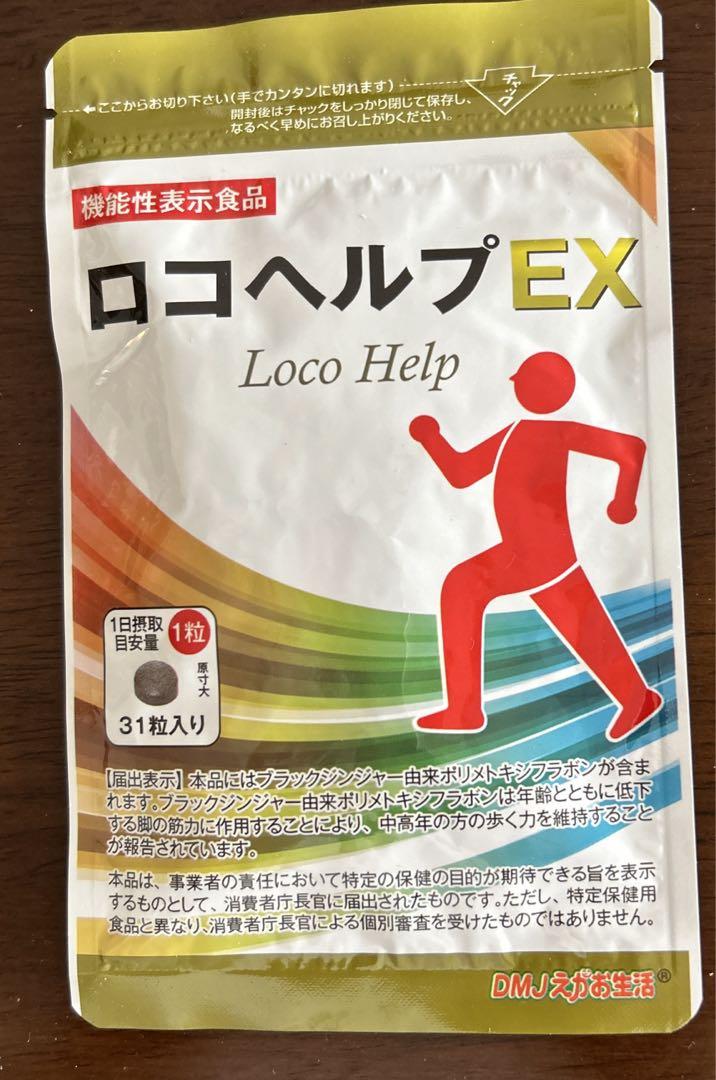 ←ここからお切り下さい(手でカンタンに切れます)
チャック
開封後はチャックをしっかり閉じて保存し、
なるべく早めにお召し上がりください。
機能性表示食品
ロコヘルプEX
Loco Help
1日摂取
目安量
1粒
原寸大
31粒入り
【届出表示】本品にはブラックジンジャー由来ポリメトキシフラボンが含ま
れます。ブラックジンジャー由来ポリメトキシフラボンは年齢とともに低下
する脚の筋力に作用することにより、中高年の方の歩く力を維持すること
が報告されています。
本品は、事業者の責任において特定の保健の目的が期待できる旨を表示
するものとして、消費者庁長官に届出されたものです。ただし、特定保健用
食品と異なり、消費者庁長官による個別審査を受けたものではありません。
DMJえがお生活®